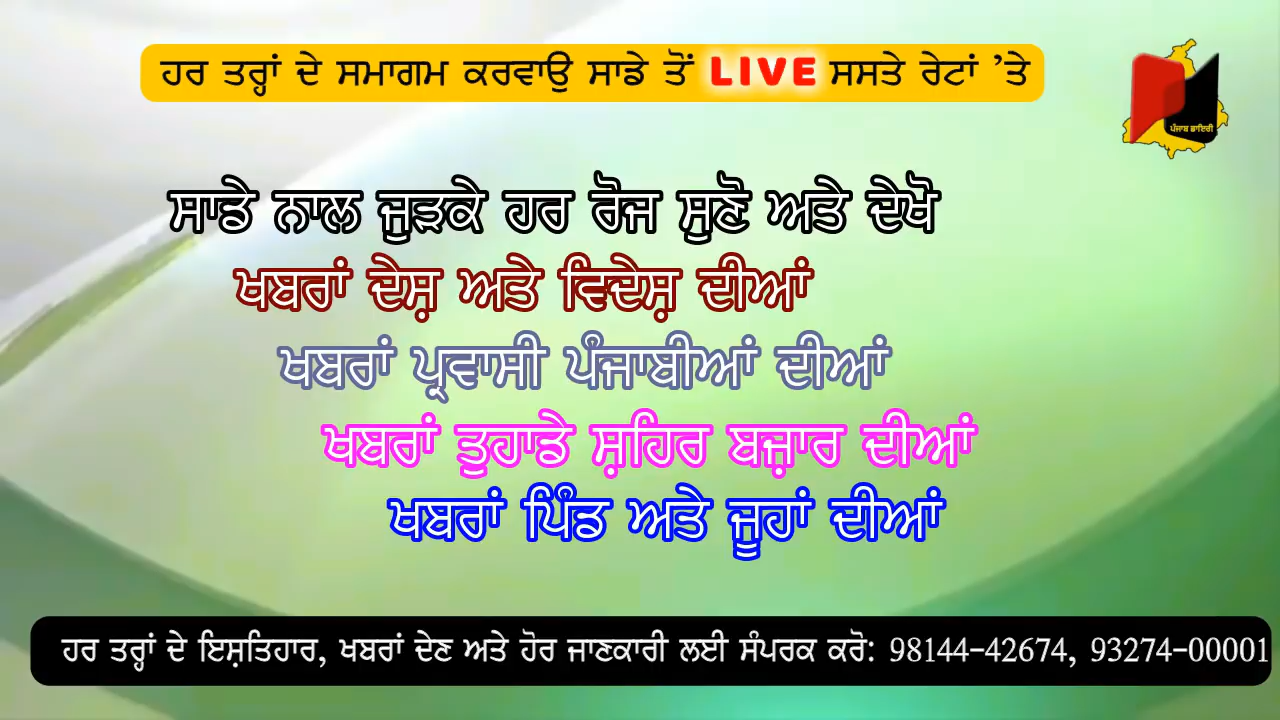 ਹਰ ਤਰ੍ਹਾਂ ਦੇ ਸਮਾਗਮ ਕਰਵਾਉ ਸਾਡੇ ਤੋਂ LIVE ਸਸਤੇ ਰੇਟਾਂ ’ਤੇ
ਪੰਜਾਬ ਡਾਇਰੀ
ਸਾਡੇ ਨਾਲ ਜੁੜਕੇ ਹਰ ਰੋਜ ਸੁਣੋ ਅਤੇ ਦੇਖੋ
ਖਬਰਾਂ ਦੇਸ਼ ਅਤੇ ਵਿਦੇਸ਼ ਦੀਆਂ
ਖਬਰਾਂ ਪ੍ਰਵਾਸੀ ਪੰਜਾਬੀਆਂ ਦੀਆਂ
ਖਬਰਾਂ ਤੁਹਾਡੇ ਸ਼ਹਿਰ ਬਜ਼ਾਰ ਦੀਆਂ
ਖਬਰਾਂ ਪਿੰਡ ਅਤੇ ਜੂਹਾਂ ਦੀਆਂ
ਹਰ ਤਰ੍ਹਾਂ ਦੇ ਇਸ਼ਤਿਹਾਰ, ਖਬਰਾਂ ਦੇਣ ਅਤੇ ਹੋਰ ਜਾਣਕਾਰੀ ਲਈ ਸੰਪਰਕ ਕਰੋ: 98144-42674, 93274-00001